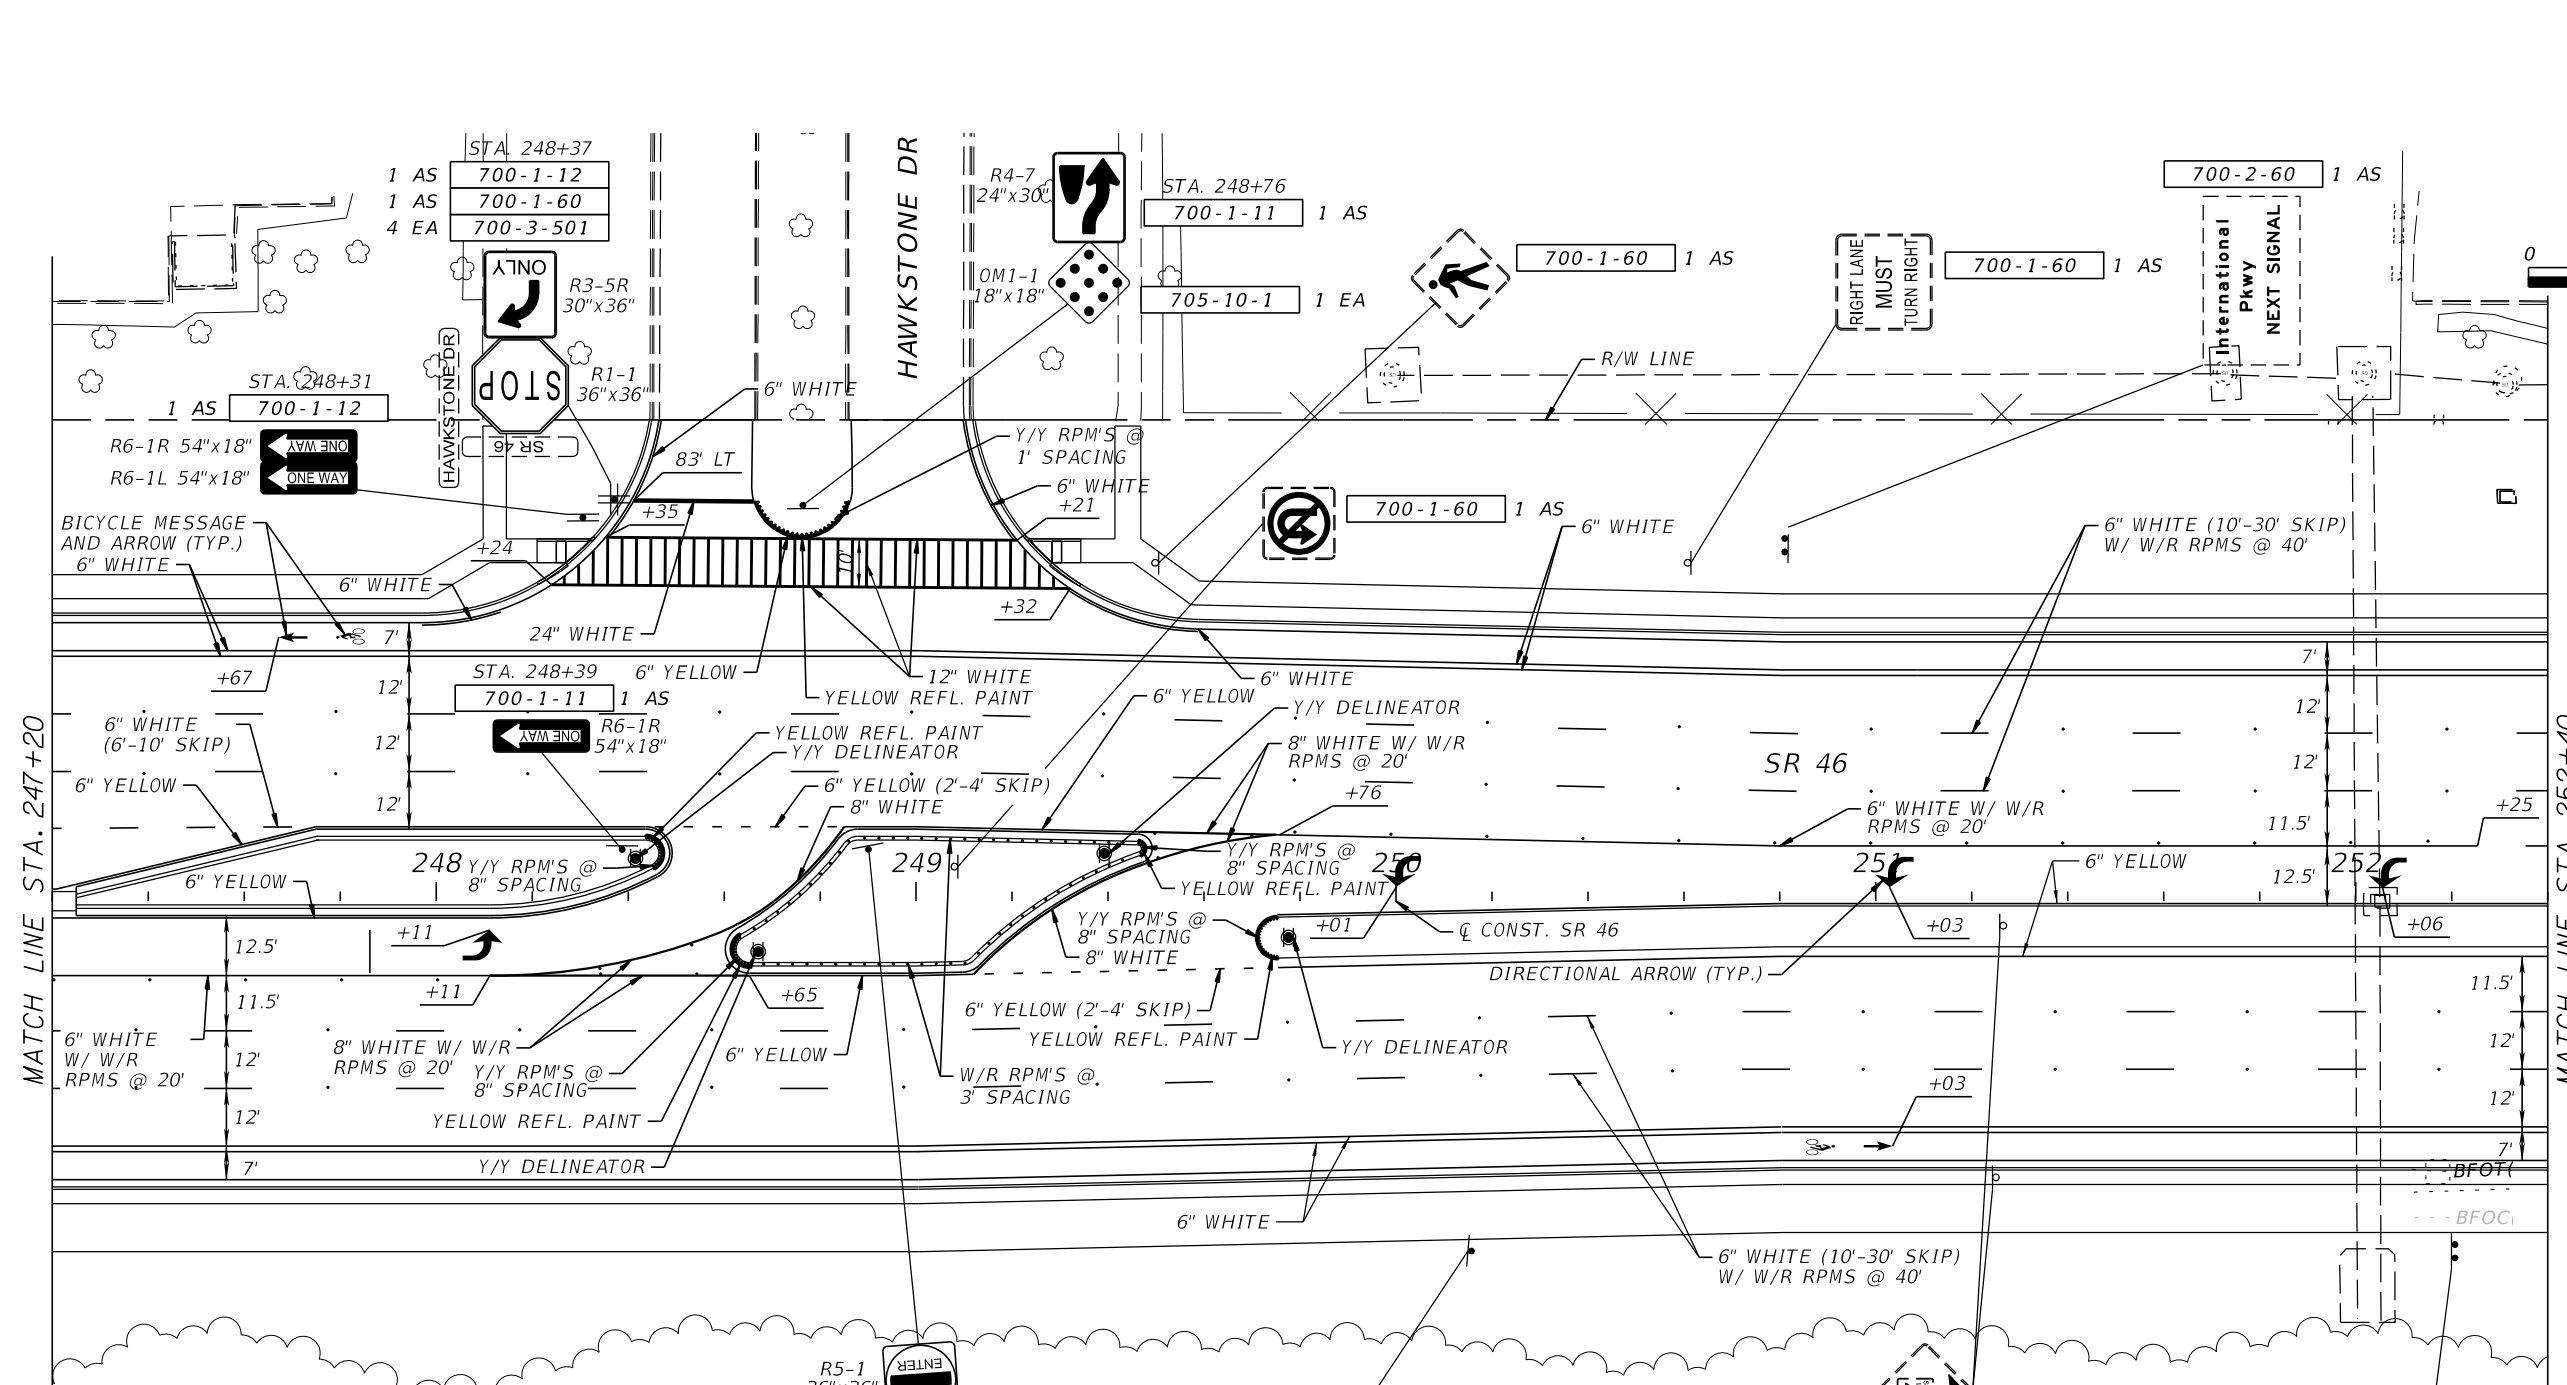 STA. 248+37
1 AS 700-1-12
1 AS 700-1-60
4 EA 700-3-501
ONLY
R3-5R
30"x36"
HAWKSTONE DR
STOP
R1-1
36"x36"
SR 46
STA. 248+31
1 AS 700-1-12
R6-1R 54"x18"
ONE WAY
R6-1L 54"x18"
ONE WAY
HAWKSTONE DR
R4-7
24"x30"
STA. 248+76
700-1-11 1 AS
OM1-1
18"x18"
705-10-1 1 EA
700-1-60 1 AS
RIGHT LANE
MUST
TURN RIGHT
700-1-60 1 AS
700-2-60 1 AS
International
Pkwy
NEXT SIGNAL
0
R/W LINE
6" WHITE
83' LT
Y/Y RPM'S @
1' SPACING
6" WHITE
+21
+35
+24
10'
+32
700-1-60 1 AS
6" WHITE
6" WHITE (10'-30' SKIP)
W/ W/R RPMS @ 40'
BICYCLE MESSAGE
AND ARROW (TYP.)
6" WHITE
6" WHITE
24" WHITE
7'
+67
12'
12'
12'
STA. 248+39
700-1-11 1 AS
ONE WAY
R6-1R
54"x18"
6" YELLOW
12" WHITE
YELLOW REFL. PAINT
6" WHITE
6" YELLOW
Y/Y DELINEATOR
YELLOW REFL. PAINT
Y/Y DELINEATOR
6" YELLOW (2'-4' SKIP)
8" WHITE
8" WHITE W/ W/R
RPMS @ 20'
+76
SR 46
6" WHITE W/ W/R
RPMS @ 20'
7'
12'
12'
11.5'
12.5'
+25
6" WHITE
(6'-10' SKIP)
6" YELLOW
6" YELLOW
MATCH LINE STA. 247+20
248
249
250
251
252
Y/Y RPM'S @
8" SPACING
Y/Y RPM'S @
8" SPACING
YELLOW REFL. PAINT
6" YELLOW
MATCH LINE STA. 252+40
+11
12.5'
+11
11.5'
12'
12'
7'
+65
Y/Y RPM'S @
8" SPACING
8" WHITE
+01
℄ CONST. SR 46
+03
+06
DIRECTIONAL ARROW (TYP.)
6" YELLOW (2'-4' SKIP)
YELLOW REFL. PAINT
Y/Y DELINEATOR
6" WHITE
W/ W/R
RPMS @ 20'
8" WHITE W/ W/R
RPMS @ 20'
Y/Y RPM'S @
8" SPACING
6" YELLOW
W/R RPM'S @
3' SPACING
YELLOW REFL. PAINT
Y/Y DELINEATOR
+03
11.5'
12'
12'
7'
BFOT(
BFOC
6" WHITE
6" WHITE (10'-30' SKIP)
W/ W/R RPMS @ 40'
R5-1
ENTER